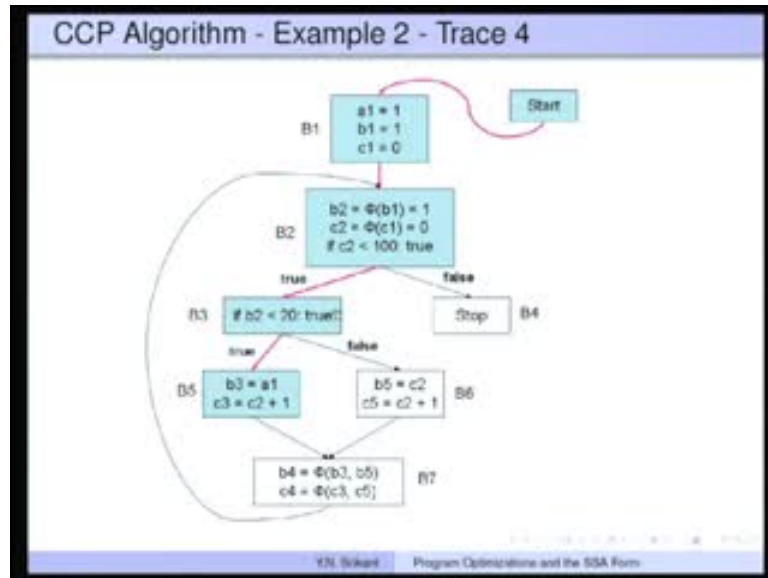 CCP Algorithm - Example 2 - Trace 4
Start
a1 = 1
B1
b1 = 1
c1 = 0
b2 = Φ(b1) = 1
B2
c2 = Φ(c1) = 0
if c2 < 100: true
true
false
B3
if b2 < 20: true
Stop
B4
true
false
B5
b3 = a1
c3 = c2 + 1
b5 = c2
c5 = c2 + 1
B6
b4 = Φ(b3, b5)
c4 = Φ(c3, c5)
B7
Y.N. Srikant
Program Optimizations and the SSA Form